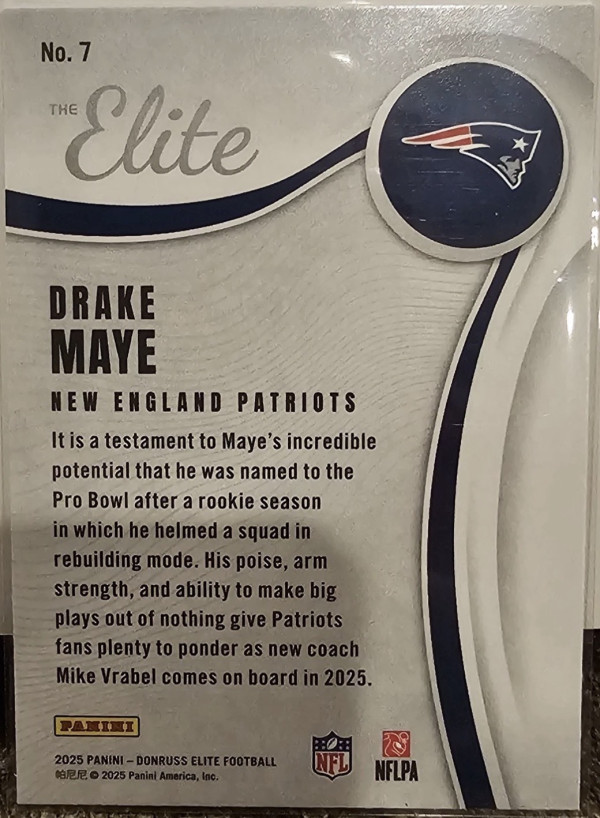 No. 7
THE Elite
DRAKE
MAYE
NEW ENGLAND PATRIOTS
It is a testament to Maye's incredible
potential that he was named to the
Pro Bowl after a rookie season
in which he helmed a squad in
rebuilding mode. His poise, arm
strength, and ability to make big
plays out of nothing give Patriots
fans plenty to ponder as new coach
Mike Vrabel comes on board in 2025.
PANINI
2025 PANINI – DONRUSS ELITE FOOTBALL
帕尼尼 © 2025 Panini America, Inc.
NFL
NFLPA